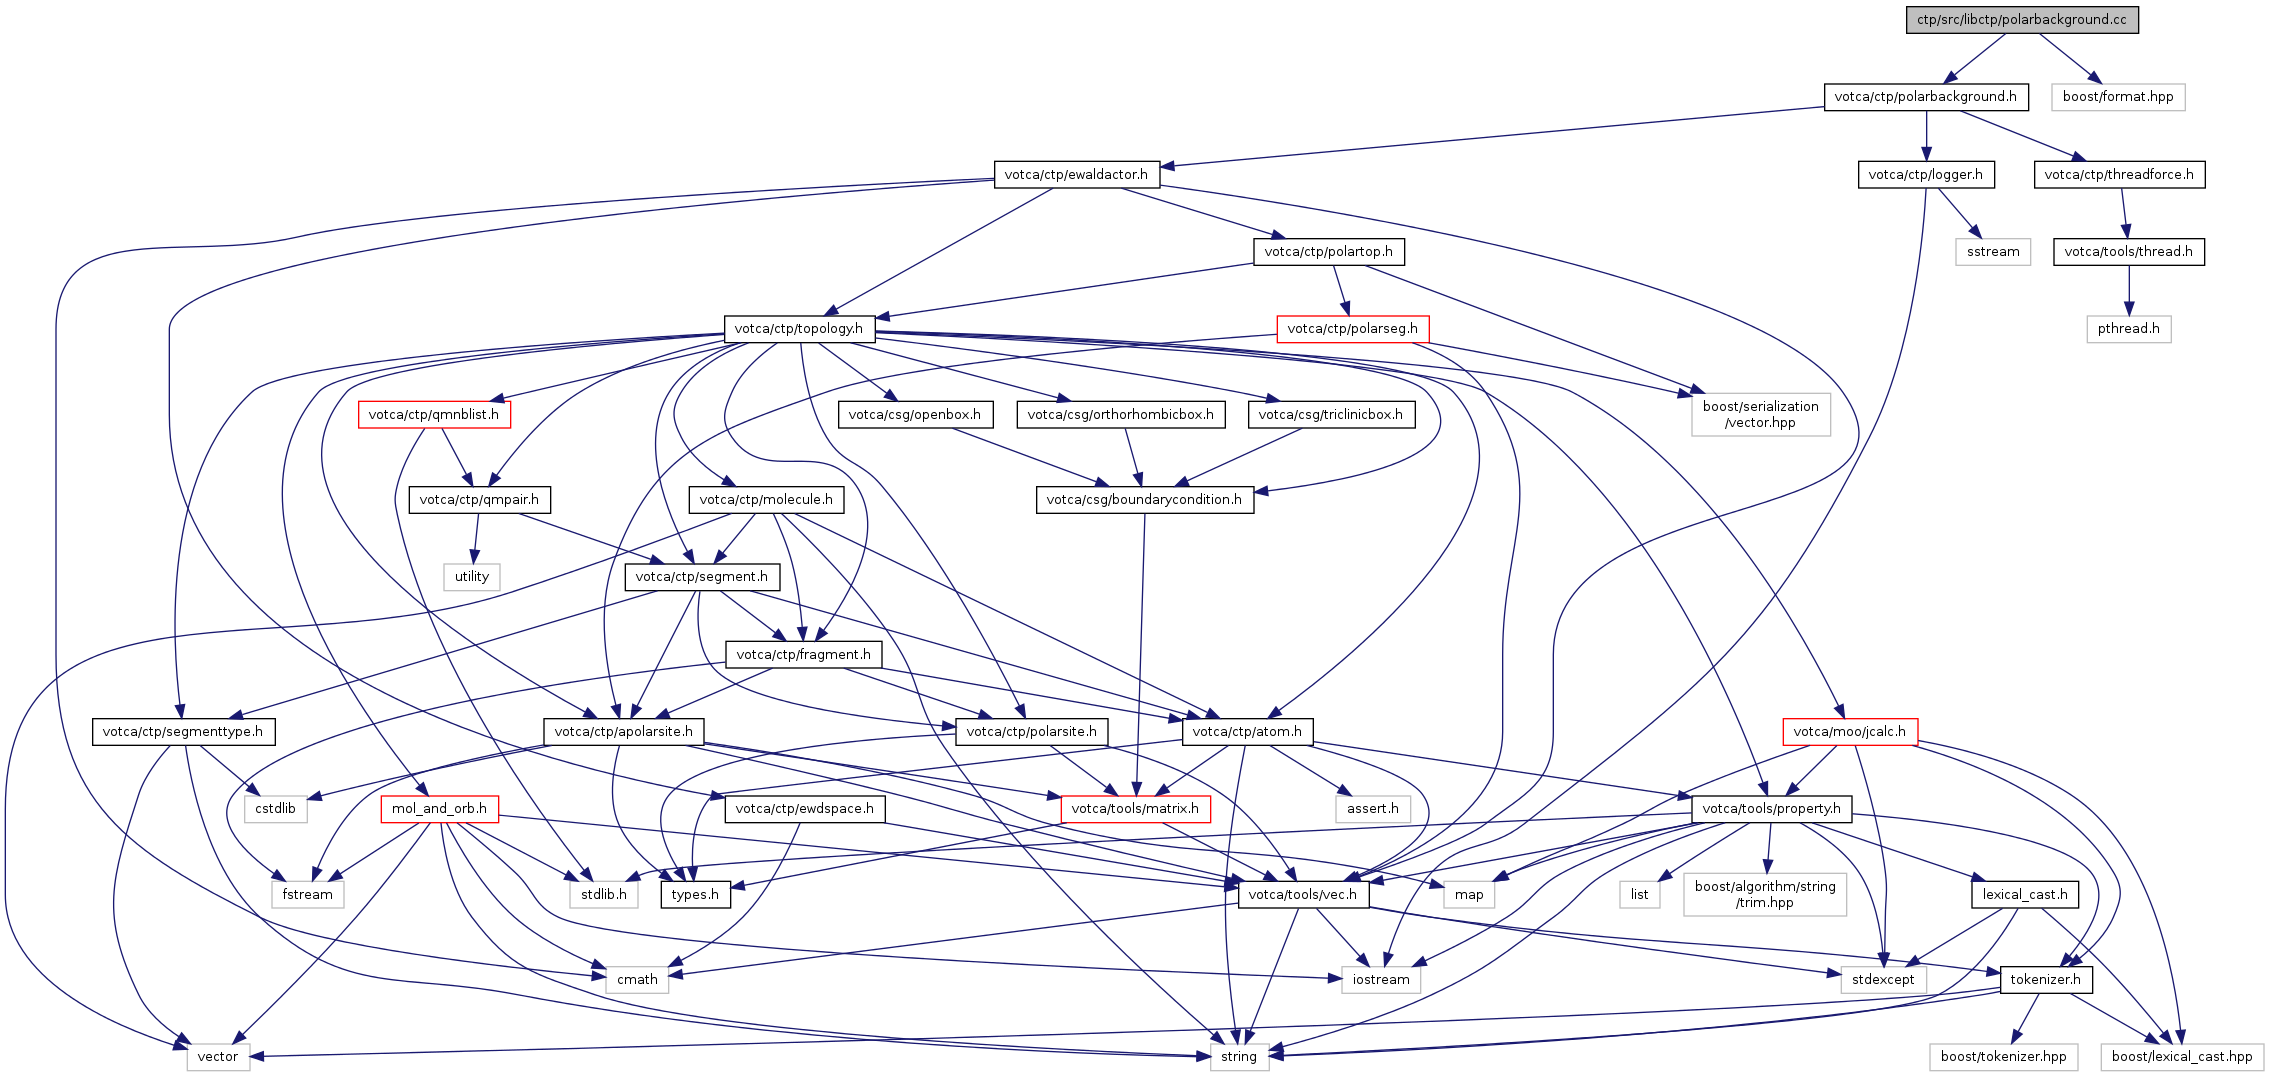 ctp/src/libctp/polarbackground.cc
votca/ctp/polarbackground.h
boost/format.hpp
votca/ctp/ewaldactor.h
votca/ctp/logger.h
votca/ctp/threadforce.h
votca/ctp/polartop.h
sstream
votca/tools/thread.h
votca/ctp/topology.h
votca/ctp/polarseg.h
pthread.h
votca/ctp/qmnblist.h
votca/csg/openbox.h
votca/csg/orthorhombicbox.h
votca/csg/triclinicbox.h
boost/serialization
/vector.hpp
votca/ctp/qmpair.h
votca/ctp/molecule.h
votca/csg/boundarycondition.h
utility
votca/ctp/segment.h
votca/ctp/fragment.h
votca/ctp/segmenttype.h
votca/ctp/apolarsite.h
votca/ctp/polarsite.h
votca/ctp/atom.h
votca/moo/jcalc.h
cstdlib
mol_and_orb.h
votca/ctp/ewdspace.h
votca/tools/matrix.h
assert.h
votca/tools/property.h
fstream
stdlib.h
types.h
votca/tools/vec.h
map
list
boost/algorithm/string
/trim.hpp
lexical_cast.h
cmath
iostream
stdexcept
tokenizer.h
vector
string
boost/tokenizer.hpp
boost/lexical_cast.hpp